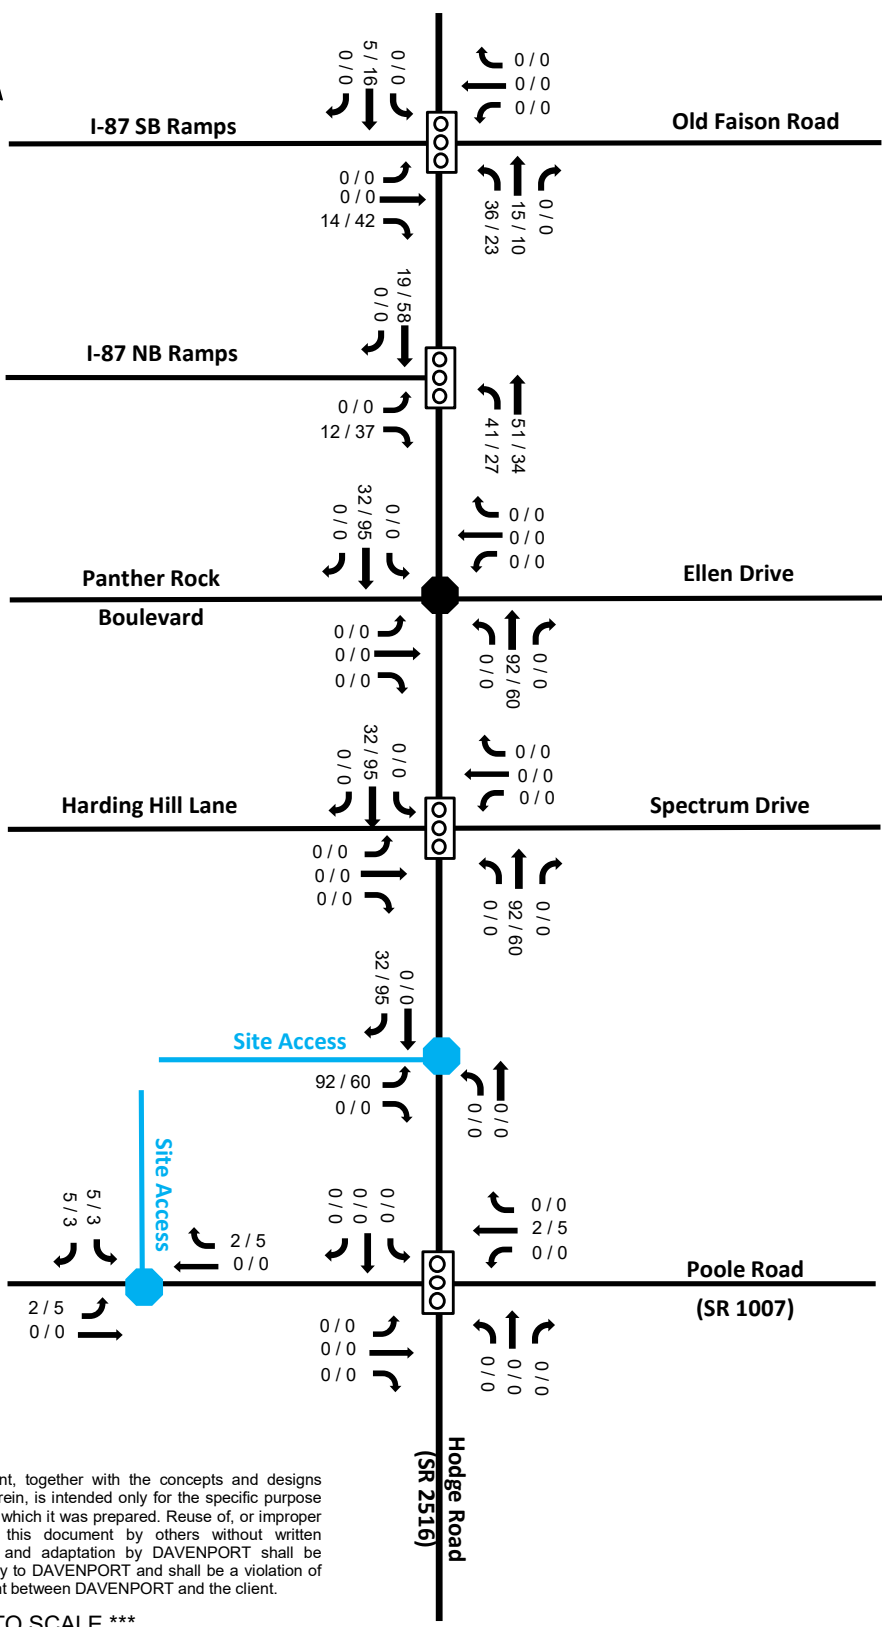 0 / 0
5 / 16
0 / 0
0 / 0
0 / 0
0 / 0
I-87 SB Ramps
Old Faison Road
0 / 0
0 / 0
14 / 42
36 / 23
15 / 10
0 / 0
0 / 0
19 / 58
I-87 NB Ramps
0 / 0
12 / 37
41 / 27
51 / 34
0 / 0
32 / 95
0 / 0
0 / 0
0 / 0
0 / 0
Panther Rock
Boulevard
Ellen Drive
0 / 0
0 / 0
0 / 0
0 / 0
92 / 60
0 / 0
0 / 0
32 / 95
0 / 0
0 / 0
0 / 0
0 / 0
Harding Hill Lane
Spectrum Drive
0 / 0
0 / 0
0 / 0
0 / 0
92 / 60
0 / 0
32 / 95
0 / 0
Site Access
92 / 60
0 / 0
0 / 0
0 / 0
Site Access
5 / 3
5 / 3
2 / 5
0 / 0
0 / 0
0 / 0
0 / 0
0 / 0
2 / 5
0 / 0
Poole Road
(SR 1007)
2 / 5
0 / 0
0 / 0
0 / 0
0 / 0
0 / 0
0 / 0
0 / 0
Hodge Road
(SR 2516)
nt, together with the concepts and designs
rein, is intended only for the specific purpose
which it was prepared. Reuse of, or improper
this document by others without written
and adaptation by DAVENPORT shall be
y to DAVENPORT and shall be a violation of
nt between DAVENPORT and the client.
TO SCALE ***